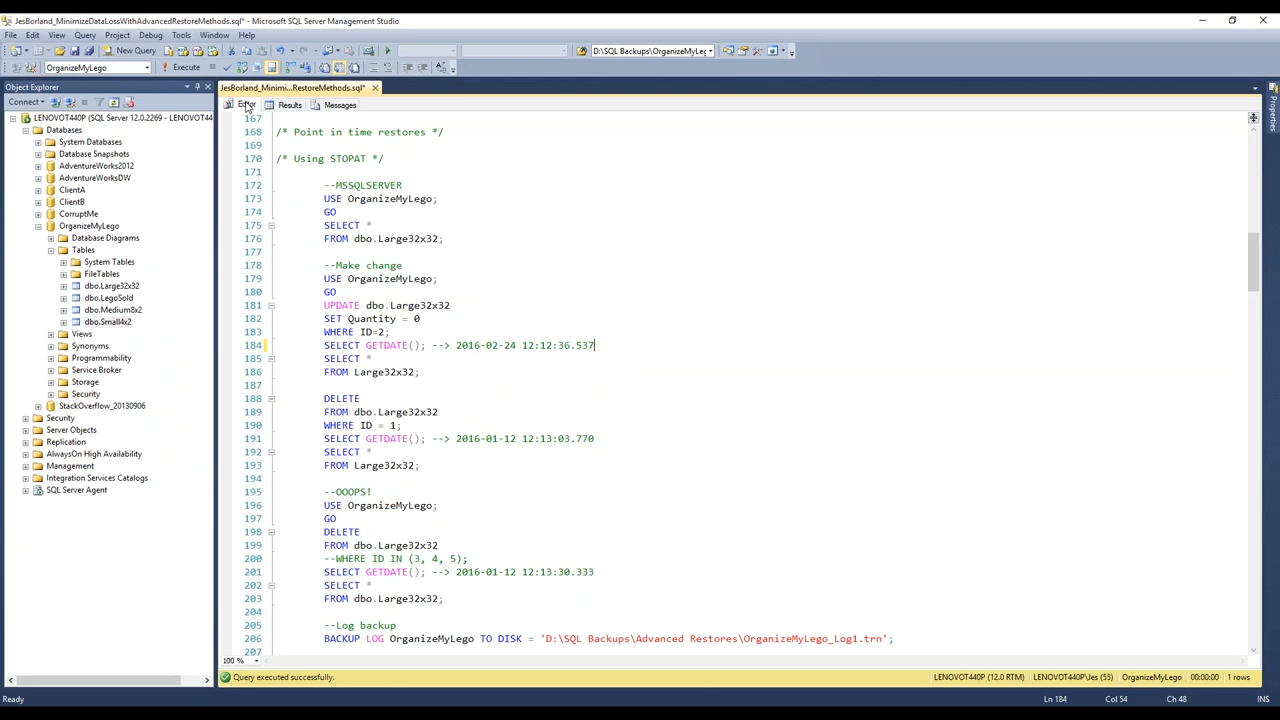 JesBorland_MinimizeDataLossWithAdvancedRestoreMethods.sql* - Microsoft SQL Server Management Studio
File Edit View Query Project Debug Tools Window Help
New Query D:\SQL Backups\OrganizeMyLeg
OrganizeMyLego Execute
Object Explorer
Connect
LENOVOT440P (SQL Server 12.0.2269 - LENOVOT44
Databases
System Databases
Database Snapshots
AdventureWorks2012
AdventureWorksDW
ClientA
ClientB
CorruptMe
OrganizeMyLego
Database Diagrams
Tables
System Tables
FileTables
dbo.Large32x32
dbo.LegoSold
dbo.Medium8x2
dbo.Small4x2
Views
Synonyms
Programmability
Service Broker
Storage
Security
StackOverflow_20130906
Security
Server Objects
Replication
AlwaysOn High Availability
Management
Integration Services Catalogs
SQL Server Agent
JesBorland_Minimi...RestoreMethods.sql*
Editor Results Messages
167
168 /* Point in time restores */
169
170 /* Using STOPAT */
171
172 --MSSQLSERVER
173 USE OrganizeMyLego;
174 GO
175 SELECT *
176 FROM dbo.Large32x32;
177
178 --Make change
179 USE OrganizeMyLego;
180 GO
181 UPDATE dbo.Large32x32
182 SET Quantity = 0
183 WHERE ID=2;
184 SELECT GETDATE(); --> 2016-02-24 12:12:36.537
185 SELECT *
186 FROM Large32x32;
187
188 DELETE
189 FROM dbo.Large32x32
190 WHERE ID = 1;
191 SELECT GETDATE(); --> 2016-01-12 12:13:03.770
192 SELECT *
193 FROM Large32x32;
194
195 --OOOPS!
196 USE OrganizeMyLego;
197 GO
198 DELETE
199 FROM dbo.Large32x32
200 --WHERE ID IN (3, 4, 5);
201 SELECT GETDATE(); --> 2016-01-12 12:13:30.333
202 SELECT *
203 FROM dbo.Large32x32;
204
205 --Log backup
206 BACKUP LOG OrganizeMyLego TO DISK = 'D:\SQL Backups\Advanced Restores\OrganizeMyLego_Log1.trn';
207
100 %
Query executed successfully. LENOVOT440P (12.0 RTM) LENOVOT440P\Jes (55) OrganizeMyLego 00:00:00 1 rows
Ready Ln 184 Col 54 Ch 48 INS
Properties